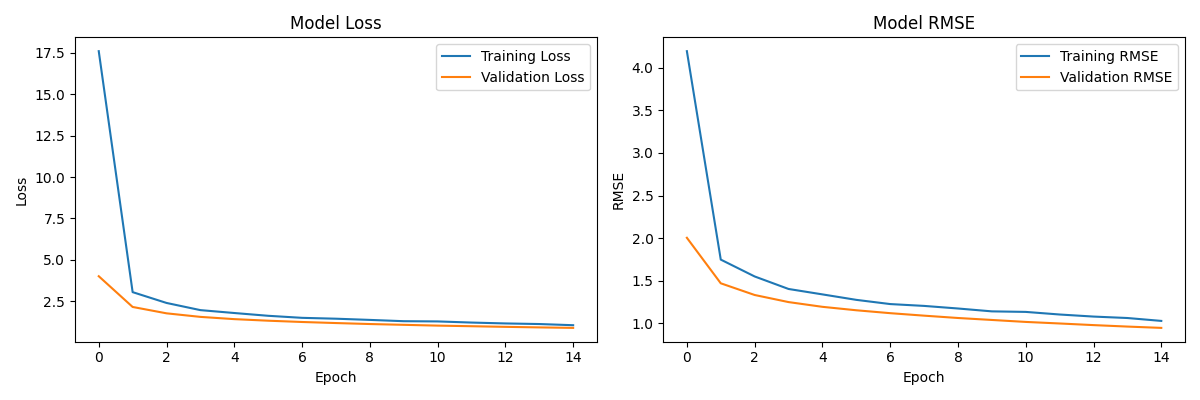 Model Loss
17.5
15.0
12.5
10.0
7.5
5.0
2.5
Loss
0 2 4 6 8 10 12 14
Epoch
Training Loss
Validation Loss
Model RMSE
4.0
3.5
3.0
2.5
2.0
1.5
1.0
RMSE
0 2 4 6 8 10 12 14
Epoch
Training RMSE
Validation RMSE